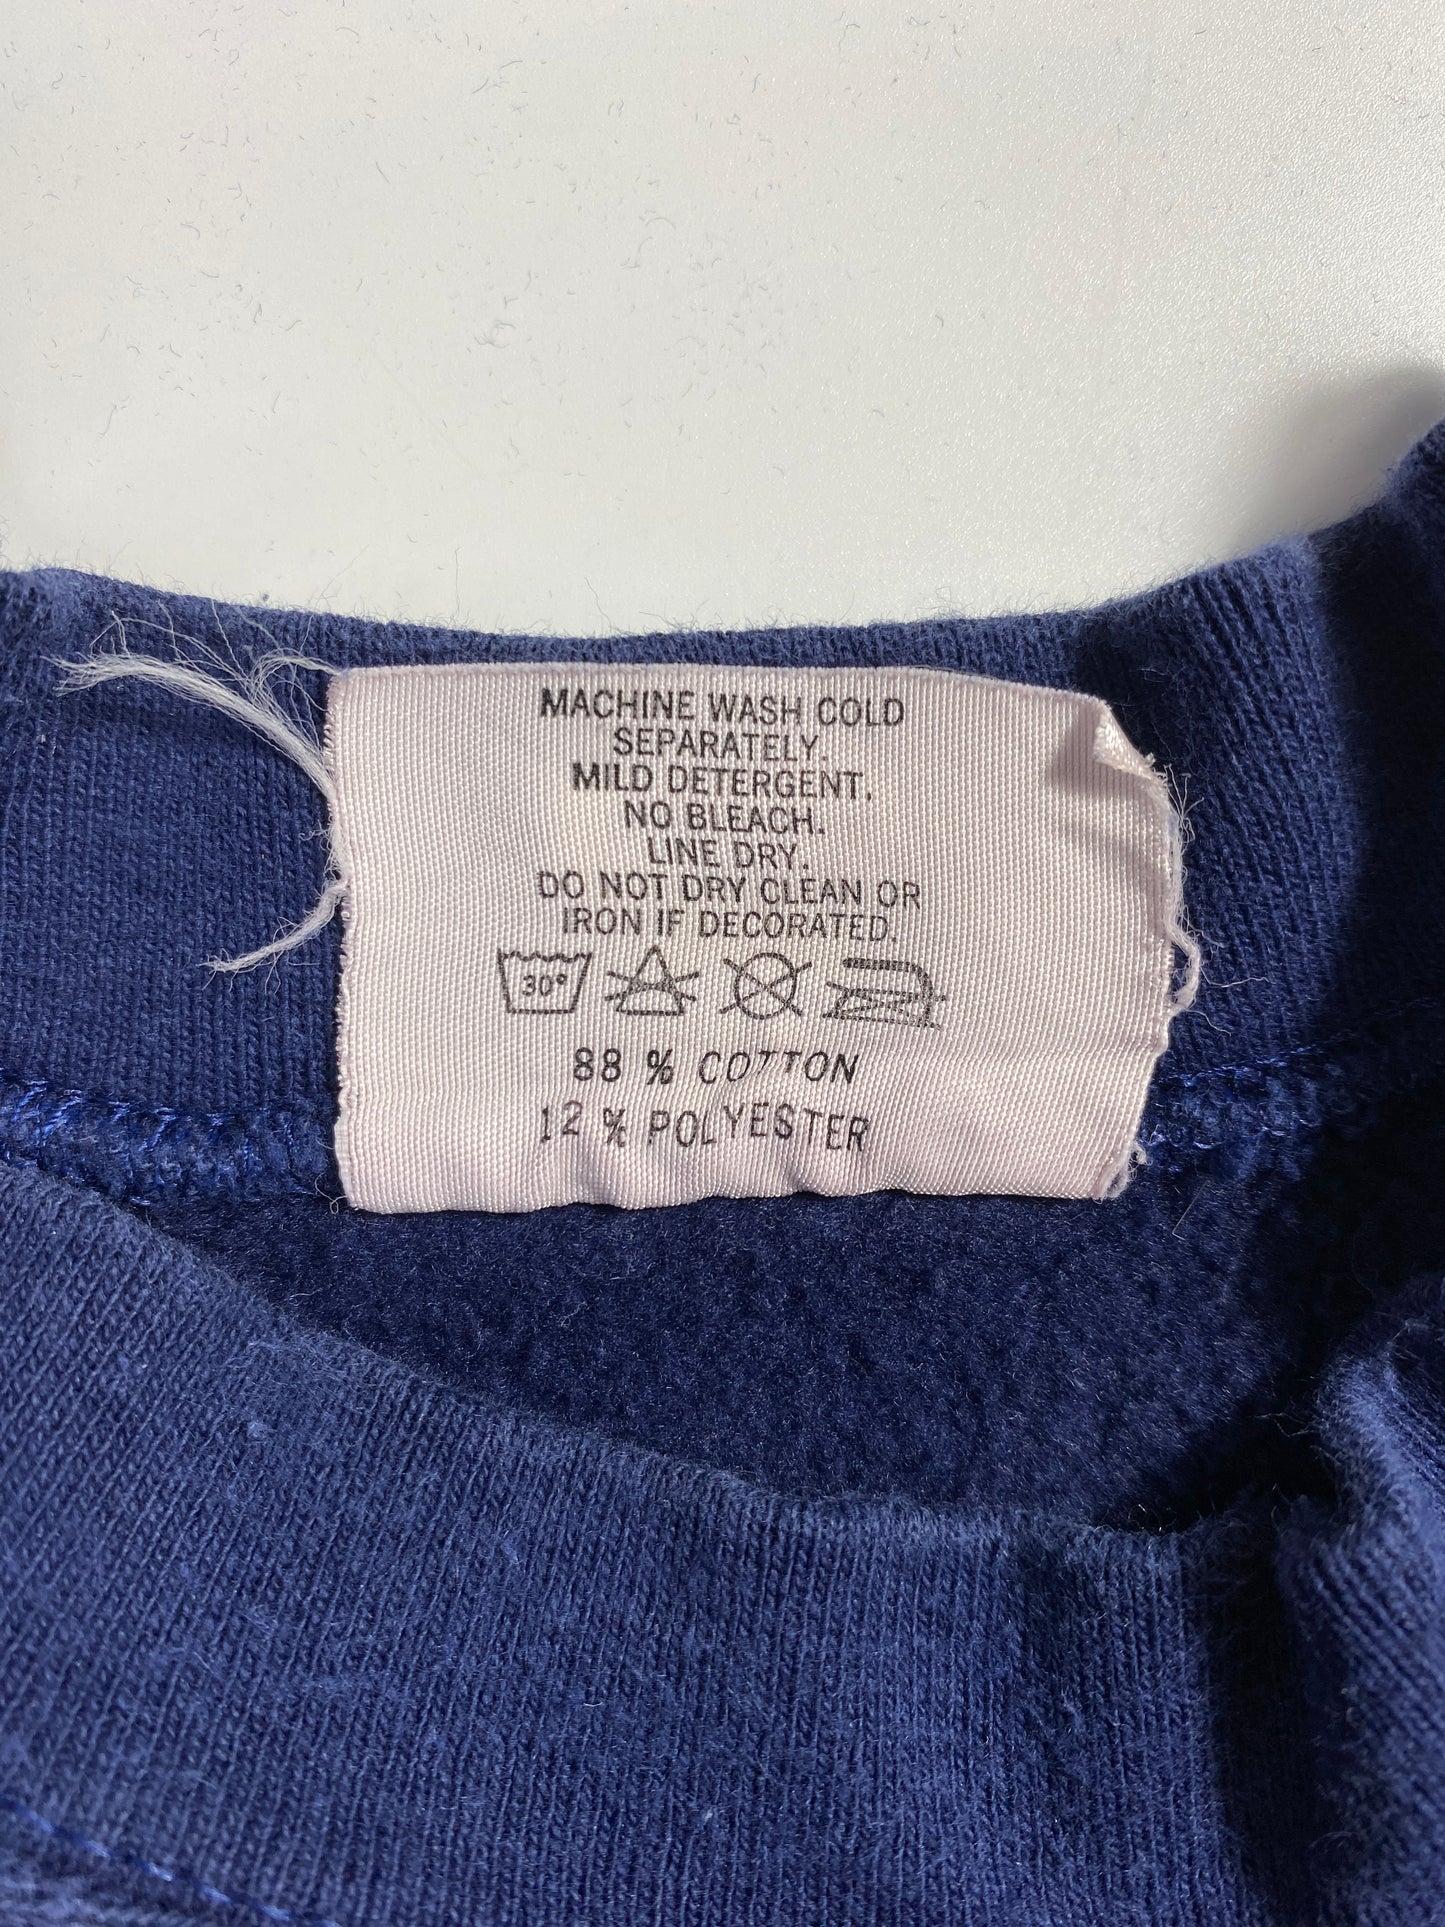 MACHINE WASH COLD
SEPARATELY.
MILD DETERGENT.
NO BLEACH.
LINE DRY.
DO NOT DRY CLEAN OR
IRON IF DECORATED.
30°
88 % COTTON
12 % POLYESTER